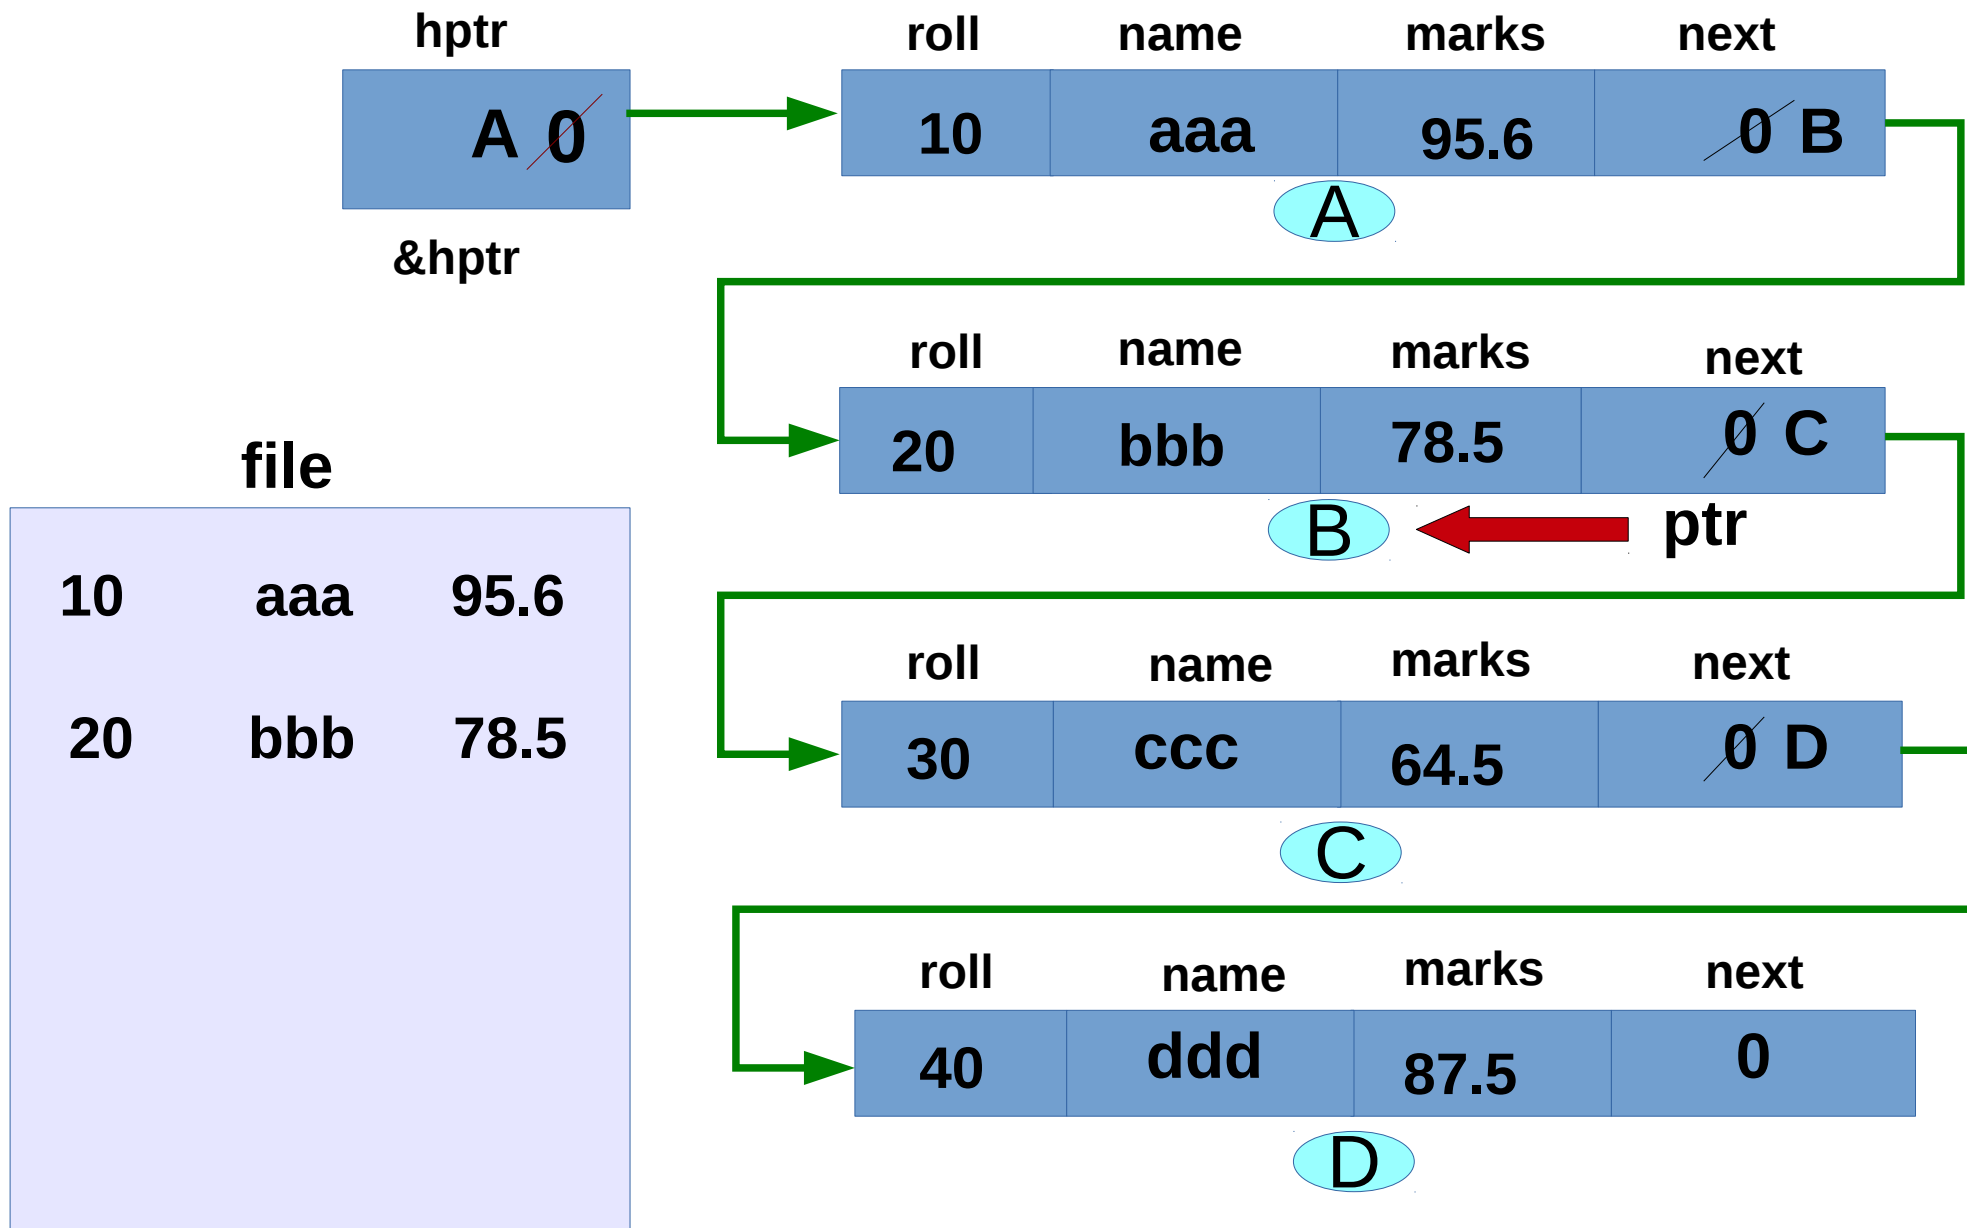 hptr
A 0
&hptr
roll name marks next
10 aaa 95.6 0 B
A
roll name marks next
20 bbb 78.5 0 C
B ptr
roll name marks next
30 ccc 64.5 0 D
C
roll name marks next
40 ddd 87.5 0
D
file
10 aaa 95.6
20 bbb 78.5